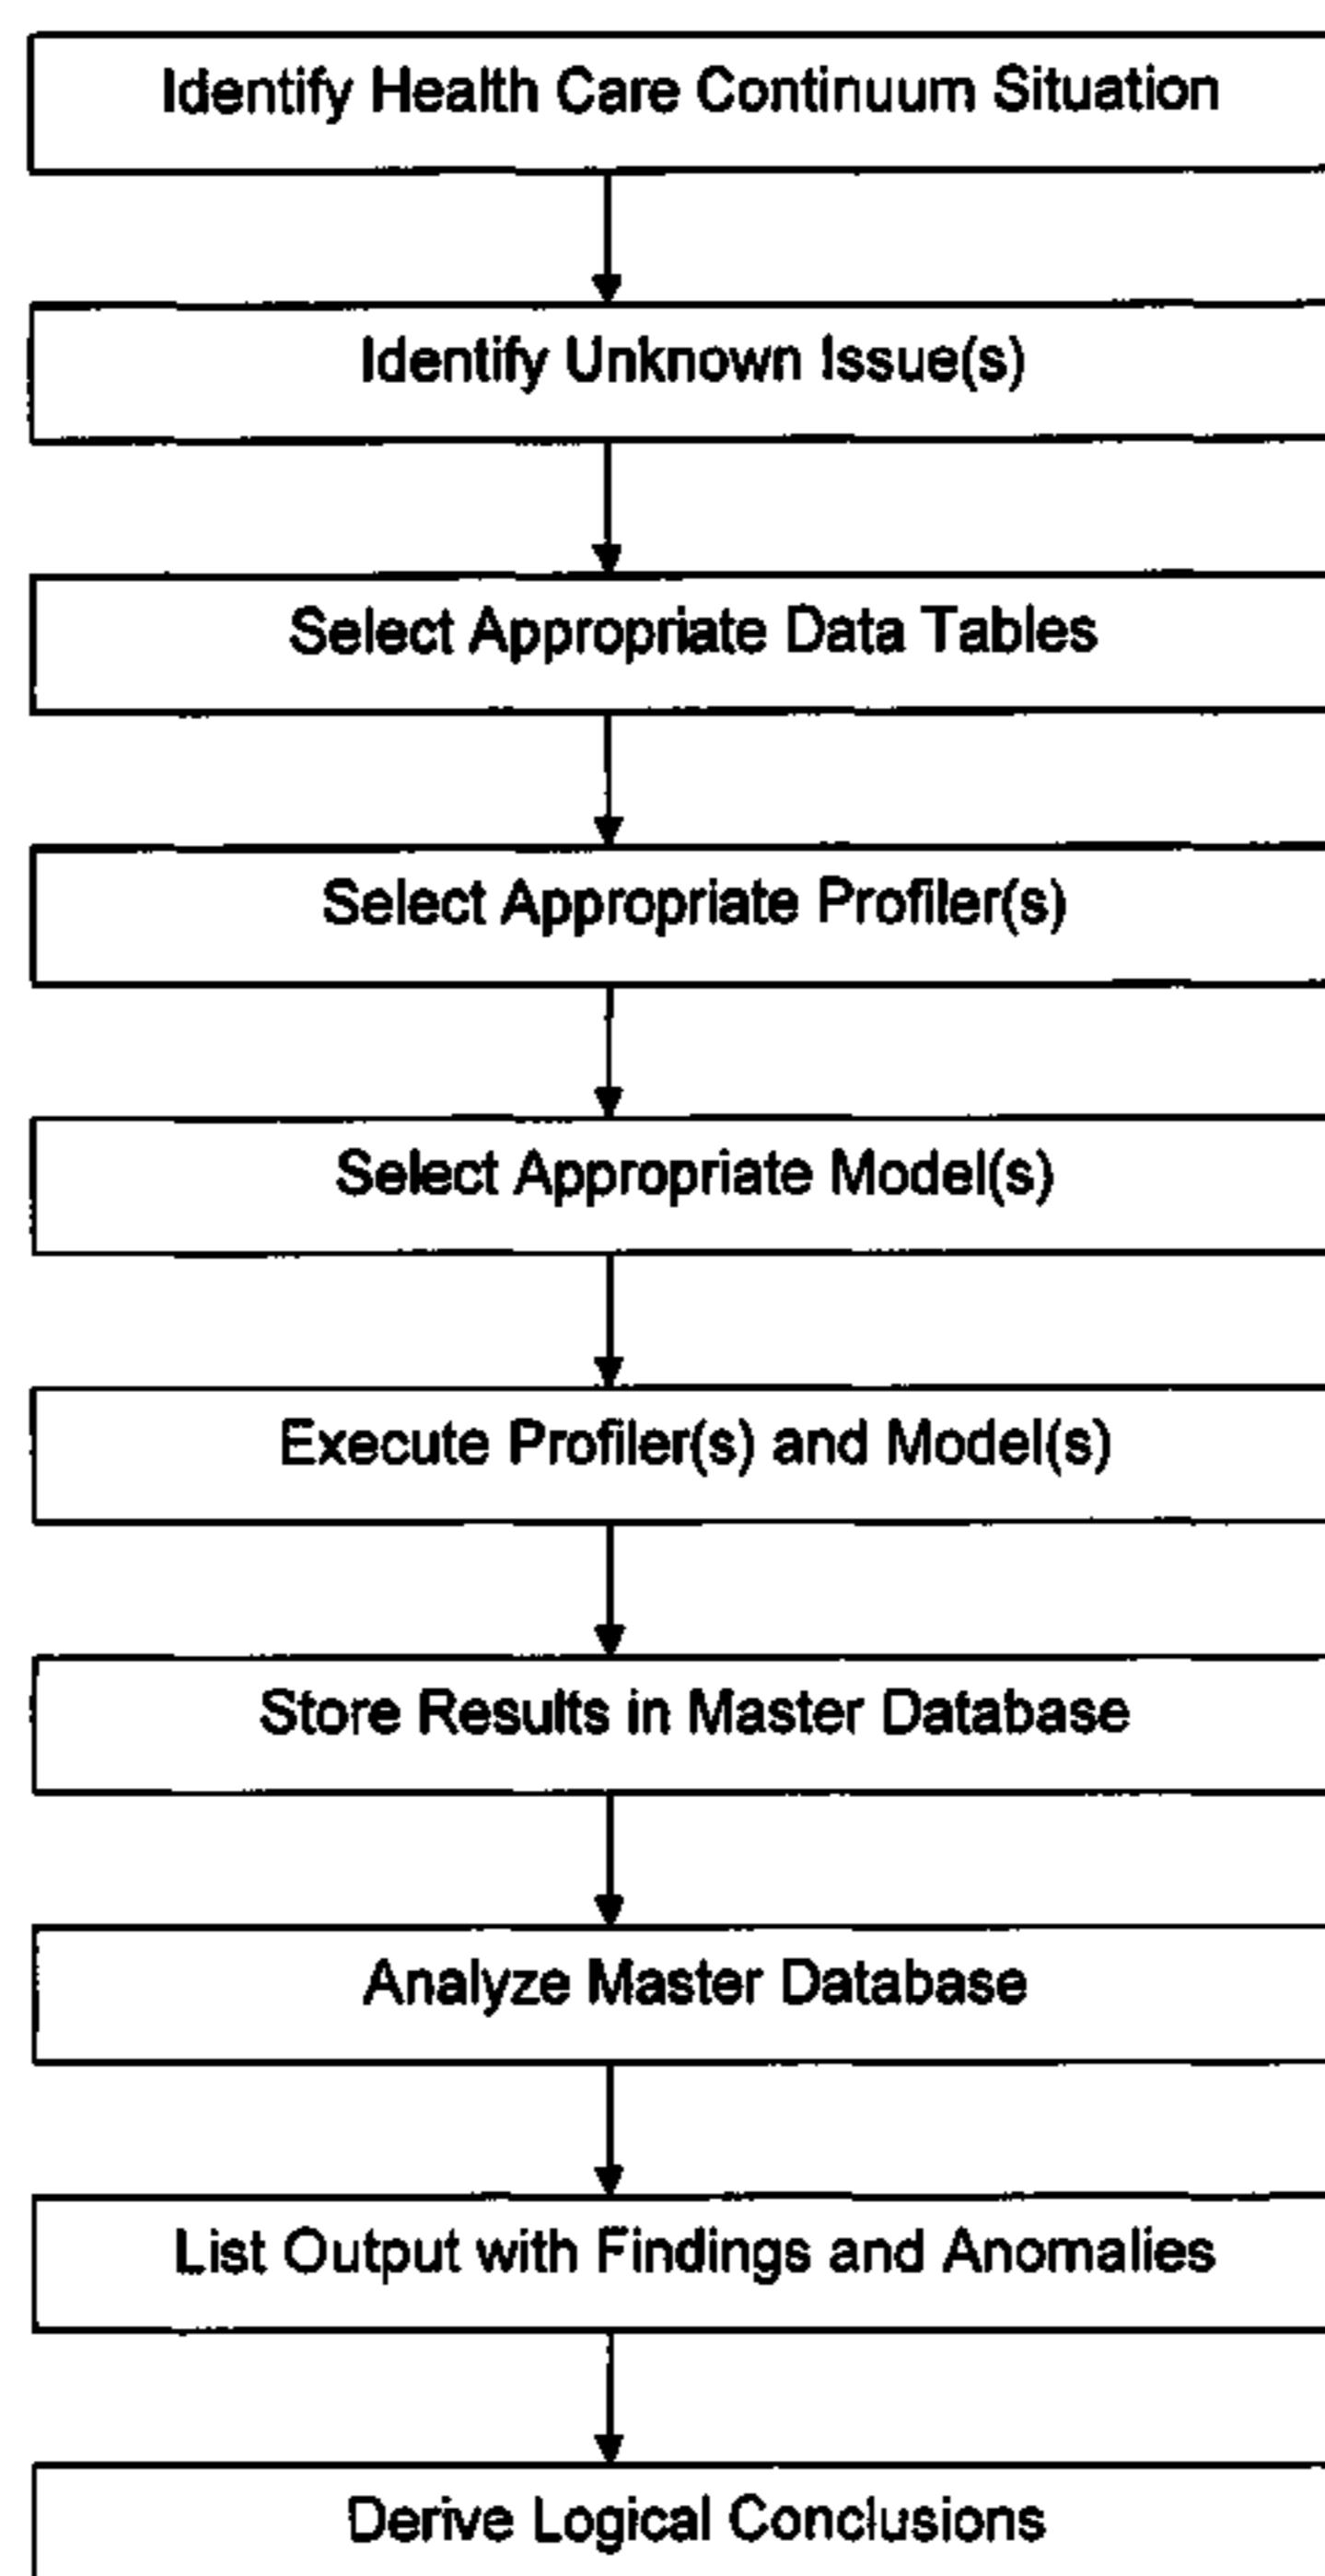 Identify Health Care Continuum Situation
Identify Unknown Issue(s)
Select Appropriate Data Tables
Select Appropriate Profiler(s)
Select Appropriate Model(s)
Execute Profiler(s) and Model(s)
Store Results in Master Database
Analyze Master Database
List Output with Findings and Anomalies
Derive Logical Conclusions